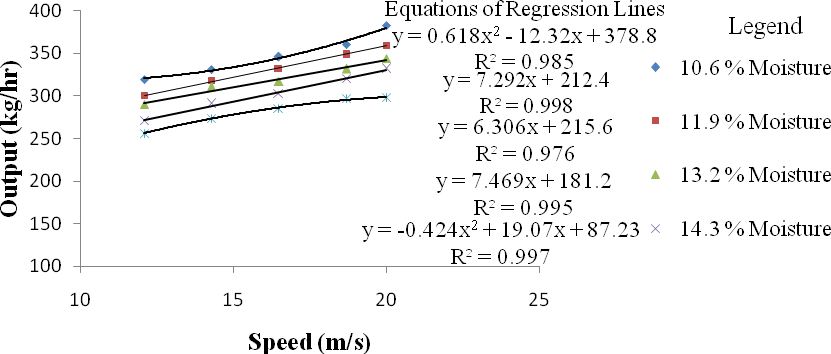 Equations of Regression Lines
y = 0.618x² - 12.32x + 378.8
R² = 0.985
y = 7.292x + 212.4
R² = 0.998
y = 6.306x + 215.6
R² = 0.976
y = 7.469x + 181.2
R² = 0.995
y = -0.424x² + 19.07x + 87.23
R² = 0.997
Legend
10.6 % Moisture
11.9 % Moisture
13.2 % Moisture
14.3 % Moisture
Output (kg/hr)
400
350
300
250
200
150
100
10
15
20
25
Speed (m/s)